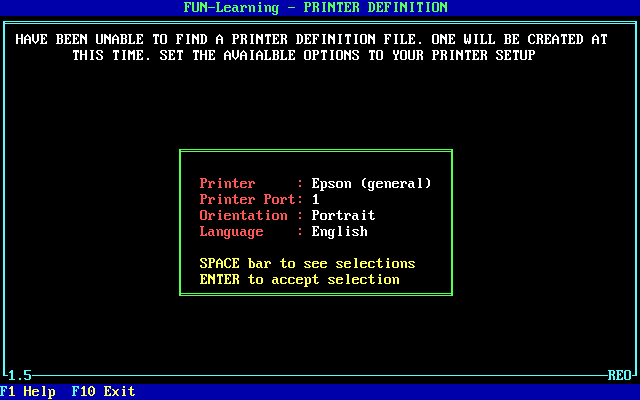 FUN-Learning - PRINTER DEFINITION
HAVE BEEN UNABLE TO FIND A PRINTER DEFINITION FILE. ONE WILL BE CREATED AT
THIS TIME. SET THE AVAIALBLE OPTIONS TO YOUR PRINTER SETUP
Printer : Epson (general)
Printer Port: 1
Orientation : Portrait
Language : English
SPACE bar to see selections
ENTER to accept selection
1.5 REO
F1 Help F10 Exit